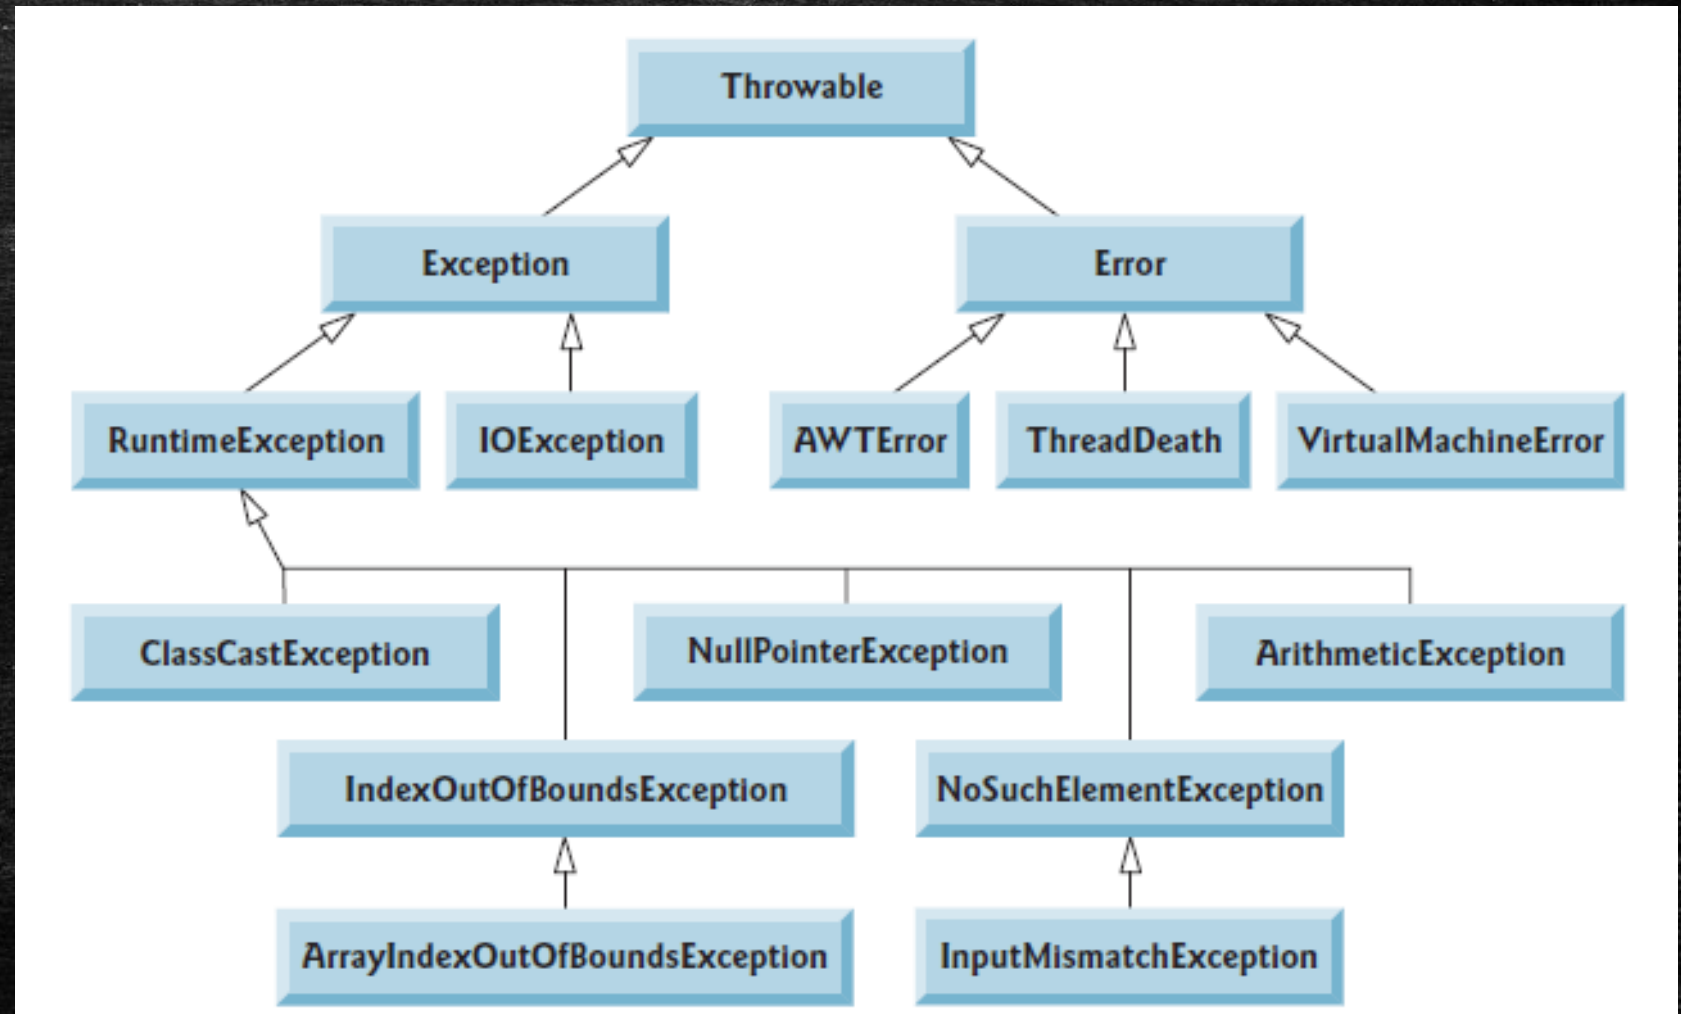 Throwable
Exception
Error
RuntimeException
IOException
AWTError
ThreadDeath
VirtualMachineError
ClassCastException
NullPointerException
ArithmeticException
IndexOutOfBoundsException
NoSuchElementException
ArrayIndexOutOfBoundsException
InputMismatchException